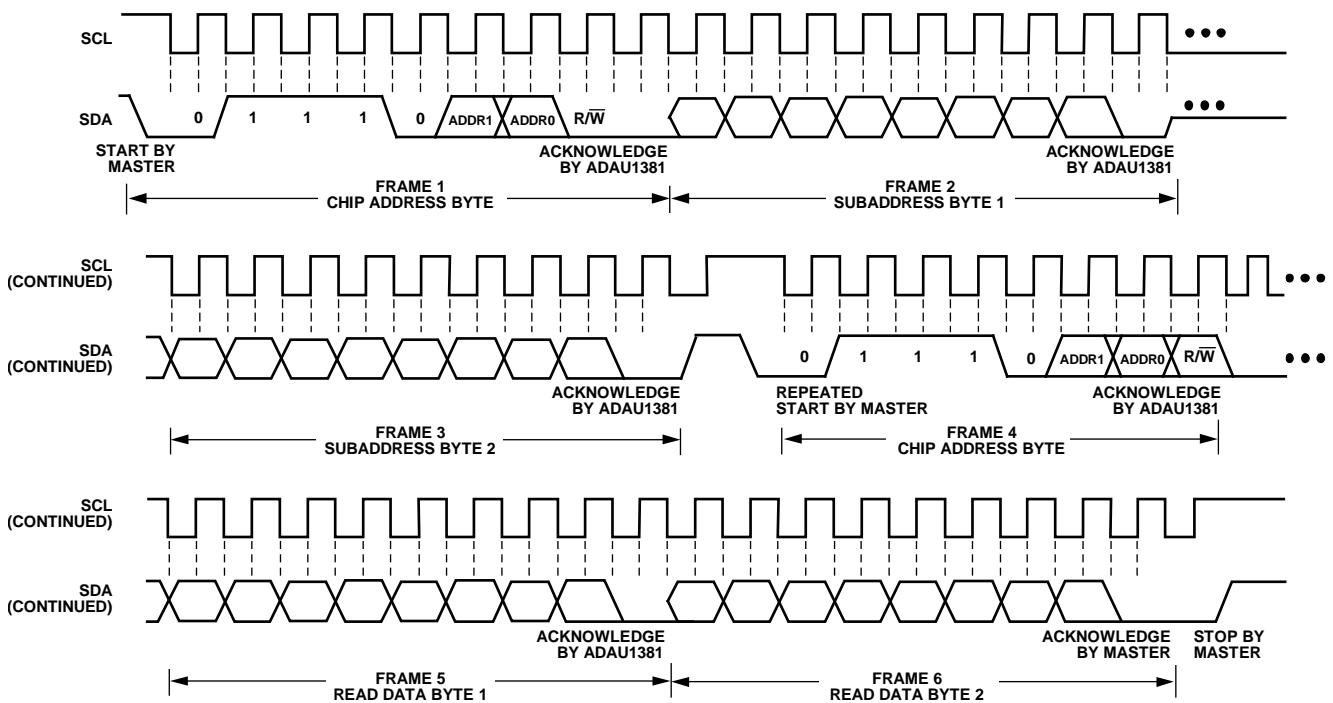 SCL
SDA
0 1 1 1 0 ADDR1 ADDR0 R/W
START BY
MASTER
ACKNOWLEDGE
BY ADAU1381
ACKNOWLEDGE
BY ADAU1381
FRAME 1
CHIP ADDRESS BYTE
FRAME 2
SUBADDRESS BYTE 1
SCL
(CONTINUED)
SDA
(CONTINUED)
0 1 1 1 0 ADDR1 ADDR0 R/W
ACKNOWLEDGE
BY ADAU1381
REPEATED
START BY MASTER
ACKNOWLEDGE
BY ADAU1381
FRAME 3
SUBADDRESS BYTE 2
FRAME 4
CHIP ADDRESS BYTE
SCL
(CONTINUED)
SDA
(CONTINUED)
ACKNOWLEDGE
BY ADAU1381
ACKNOWLEDGE
BY MASTER
STOP BY
MASTER
FRAME 5
READ DATA BYTE 1
FRAME 6
READ DATA BYTE 2